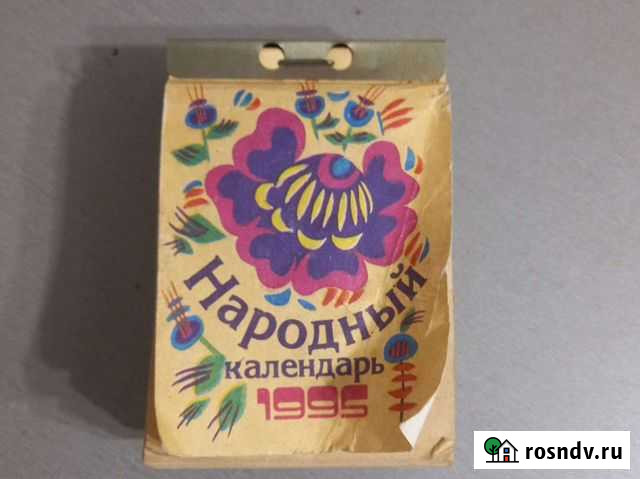 Народный
календарь
1995
rosndv.ru